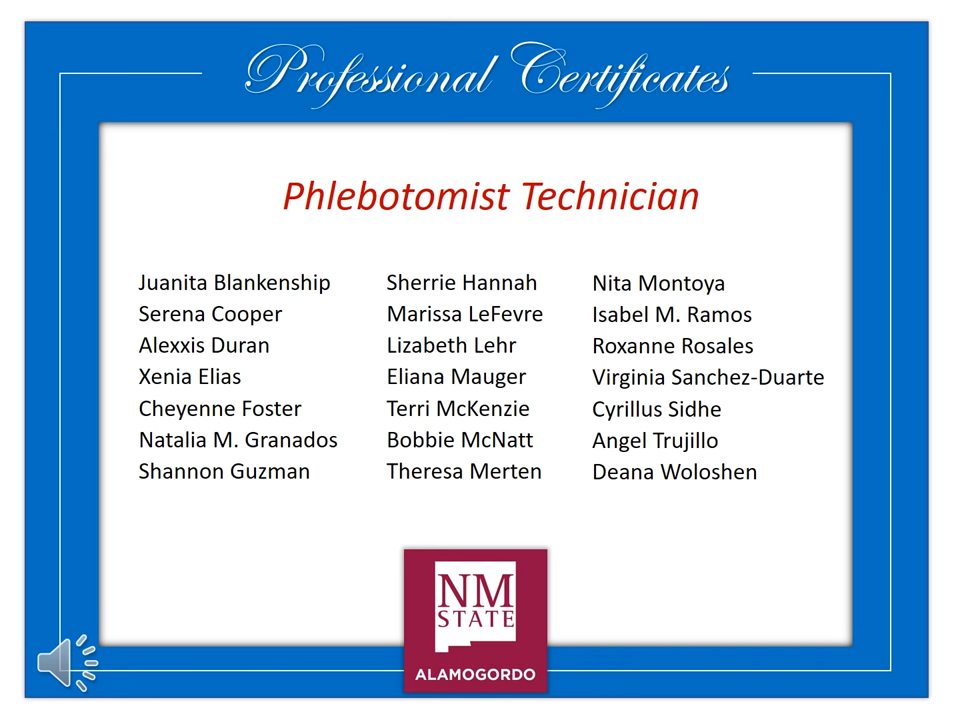 Professional Certificates
Phlebotomist Technician
Juanita Blankenship
Serena Cooper
Alexxis Duran
Xenia Elias
Cheyenne Foster
Natalia M. Granados
Shannon Guzman
Sherrie Hannah
Marissa LeFevre
Lizabeth Lehr
Eliana Mauger
Terri McKenzie
Bobbie McNatt
Theresa Merten
Nita Montoya
Isabel M. Ramos
Roxanne Rosales
Virginia Sanchez-Duarte
Cyrillus Sidhe
Angel Trujillo
Deana Woloshen
NM
STATE
ALAMOGORDO